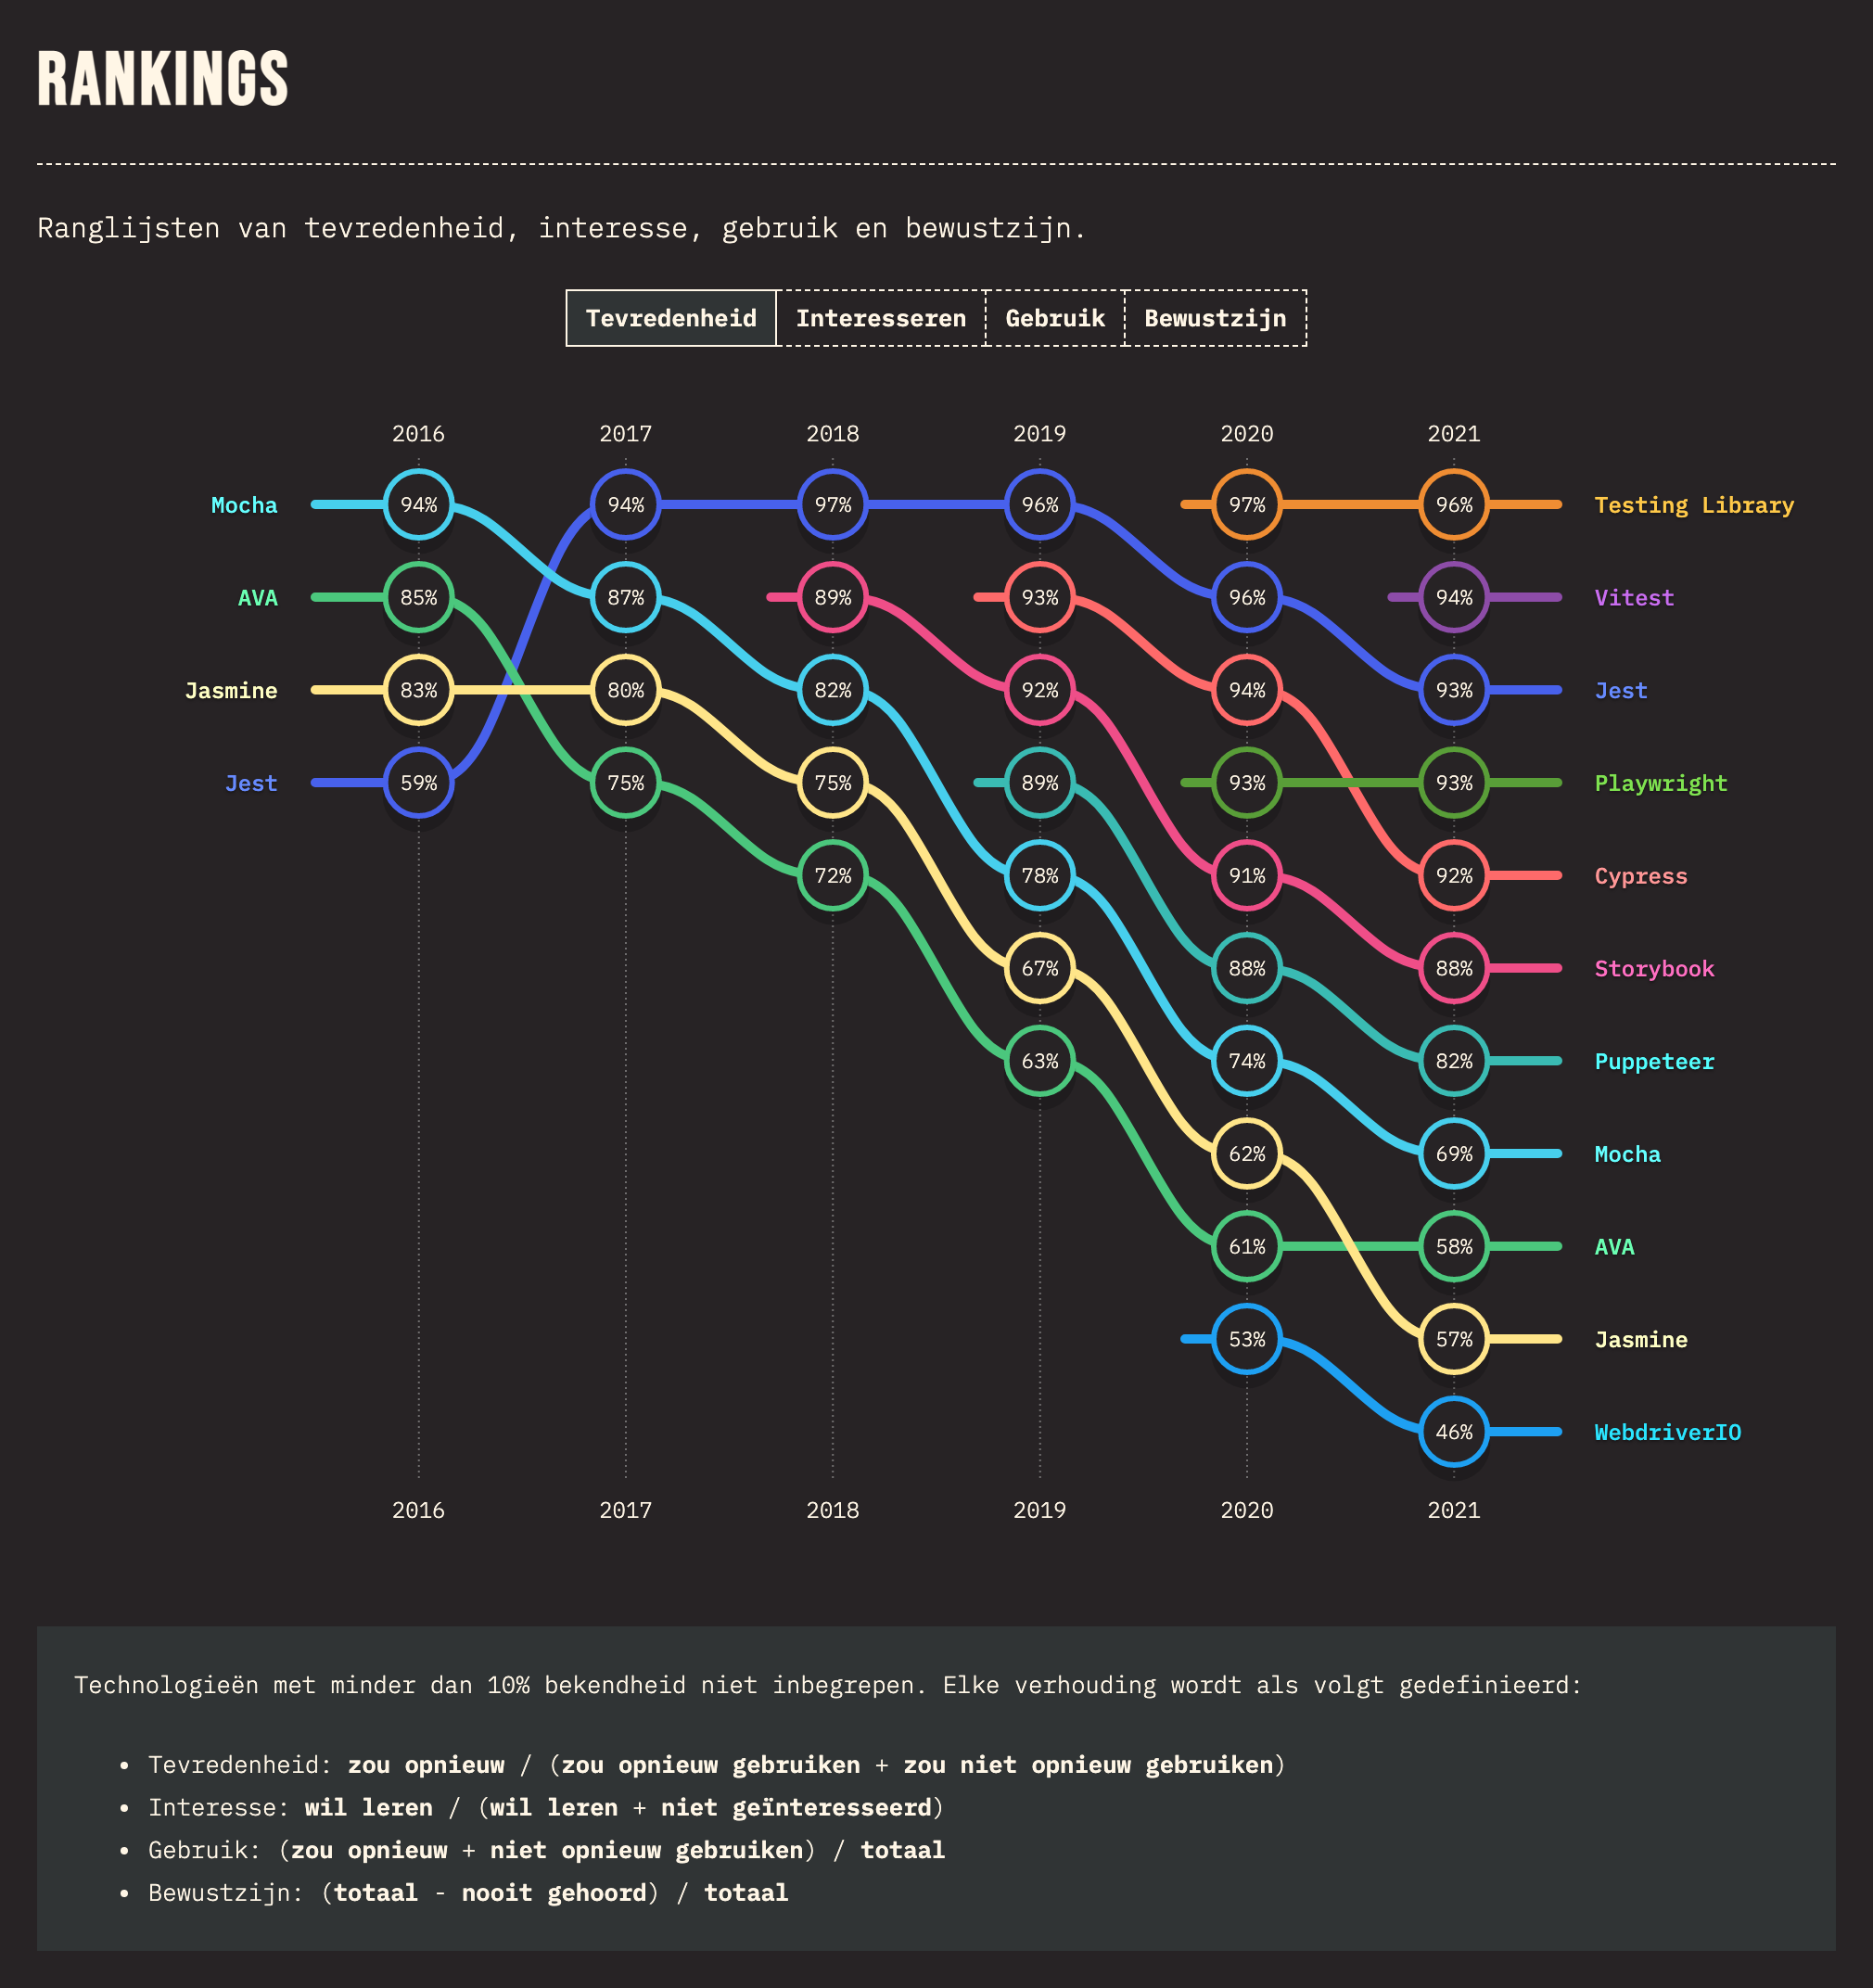 RANKINGS
Ranglijsten van tevredenheid, interesse, gebruik en bewustzijn.
Tevredenheid Interesseren Gebruik Bewustzijn
2016 2017 2018 2019 2020 2021
Mocha 94% 94% 97% 96% 97% 96% Testing Library
AVA 85% 87% 89% 93% 96% 94% Vitest
Jasmine 83% 80% 82% 92% 94% 93% Jest
Jest 59% 75% 75% 89% 93% 93% Playwright
72% 78% 91% 92% Cypress
67% 88% 88% Storybook
63% 74% 82% Puppeteer
62% 69% Mocha
61% 58% AVA
53% 57% Jasmine
46% WebdriverIO
2016 2017 2018 2019 2020 2021
Technologieën met minder dan 10% bekendheid niet inbegrepen. Elke verhouding wordt als volgt gedefinieerd:
• Tevredenheid: zou opnieuw / (zou opnieuw gebruiken + zou niet opnieuw gebruiken)
• Interesse: wil leren / (wil leren + niet geïnteresseerd)
• Gebruik: (zou opnieuw + niet opnieuw gebruiken) / totaal
• Bewustzijn: (totaal - nooit gehoord) / totaal